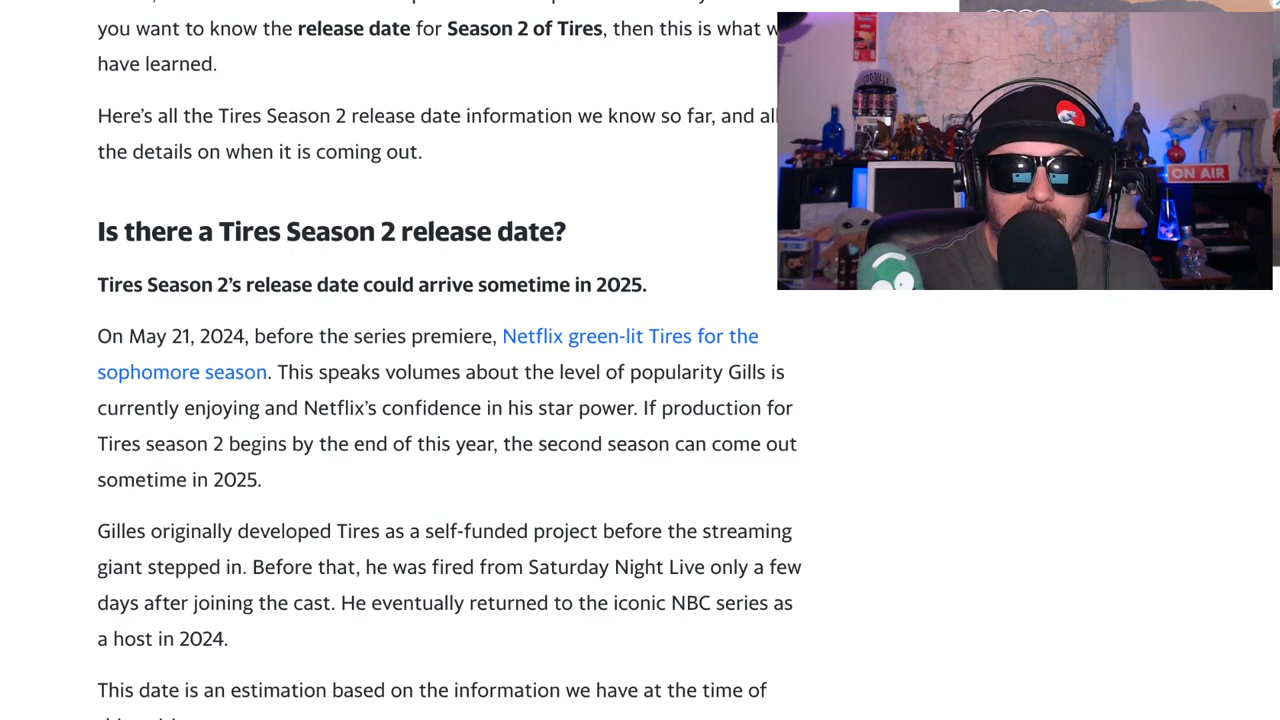 you want to know the release date for Season 2 of Tires, then this is what
have learned.
Here's all the Tires Season 2 release date information we know so far, and all
the details on when it is coming out.
ON AIR
Is there a Tires Season 2 release date?
Tires Season 2's release date could arrive sometime in 2025.
On May 21, 2024, before the series premiere, Netflix green-lit Tires for the
sophomore season. This speaks volumes about the level of popularity Gills is
currently enjoying and Netflix's confidence in his star power. If production for
Tires season 2 begins by the end of this year, the second season can come out
sometime in 2025.
Gilles originally developed Tires as a self-funded project before the streaming
giant stepped in. Before that, he was fired from Saturday Night Live only a few
days after joining the cast. He eventually returned to the iconic NBC series as
a host in 2024.
This date is an estimation based on the information we have at the time of